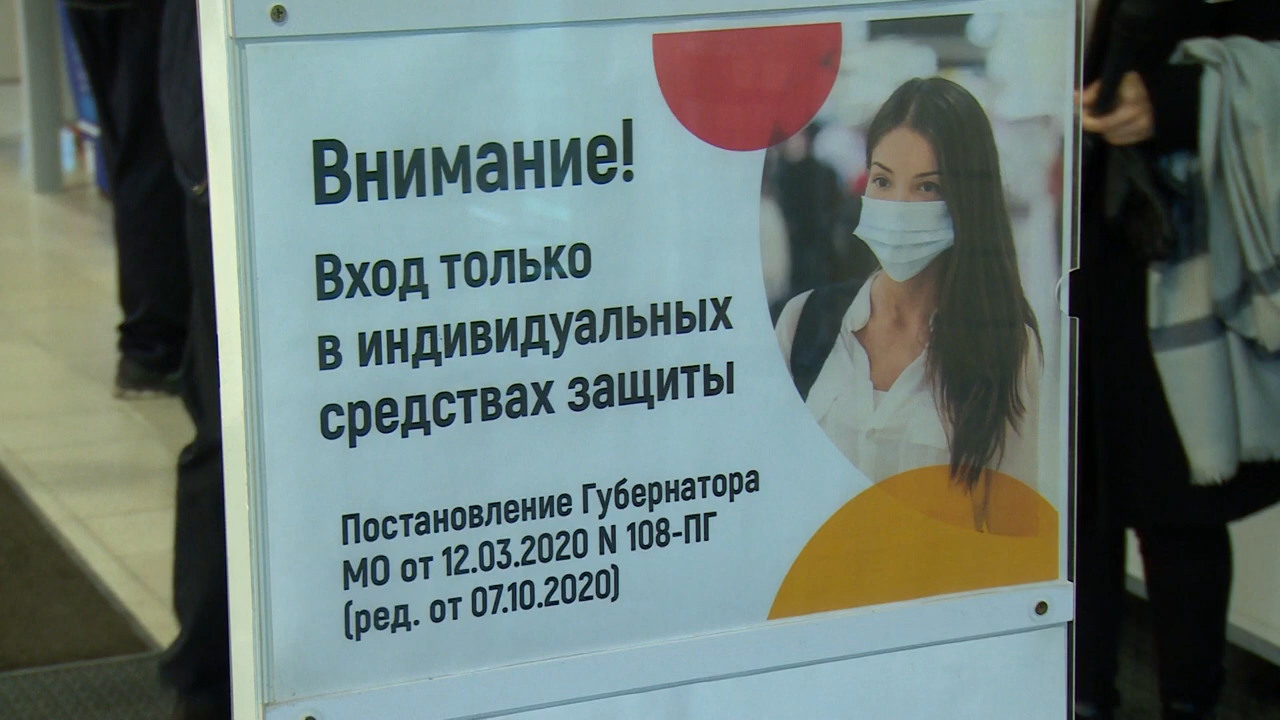 Внимание!
Вход только
в индивидуальных
средствах защиты
Постановление Губернатора
МО от 12.03.2020 N 108-ПГ
(ред. от 07.10.2020)